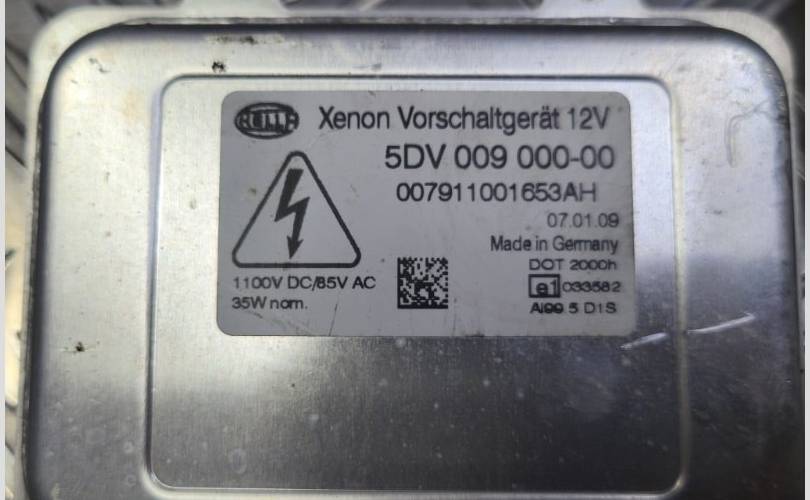 HELLA
Xenon Vorschaltgerät 12V
5DV 009 000-00
007911001653AH
07.01.09
Made in Germany
1100V DC/85V AC
35W nom.
DOT 2000h
e1 033582
AI99 5 D1S